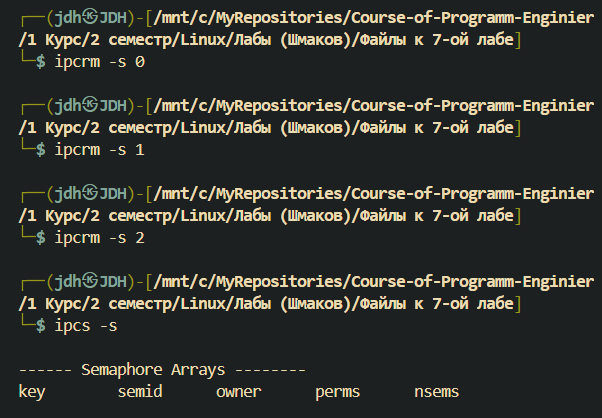 ┌──(jdh㉿JDH)-[/mnt/c/MyRepositories/Course-of-Programm-Enginier
/1 Курс/2 семестр/Linux/Лабы (Шмаков)/Файлы к 7-ой лабе]
└─$ ipcrm -s 0
┌──(jdh㉿JDH)-[/mnt/c/MyRepositories/Course-of-Programm-Enginier
/1 Курс/2 семестр/Linux/Лабы (Шмаков)/Файлы к 7-ой лабе]
└─$ ipcrm -s 1
┌──(jdh㉿JDH)-[/mnt/c/MyRepositories/Course-of-Programm-Enginier
/1 Курс/2 семестр/Linux/Лабы (Шмаков)/Файлы к 7-ой лабе]
└─$ ipcrm -s 2
┌──(jdh㉿JDH)-[/mnt/c/MyRepositories/Course-of-Programm-Enginier
/1 Курс/2 семестр/Linux/Лабы (Шмаков)/Файлы к 7-ой лабе]
└─$ ipcs -s
------ Semaphore Arrays --------
key        semid      owner      perms      nsems